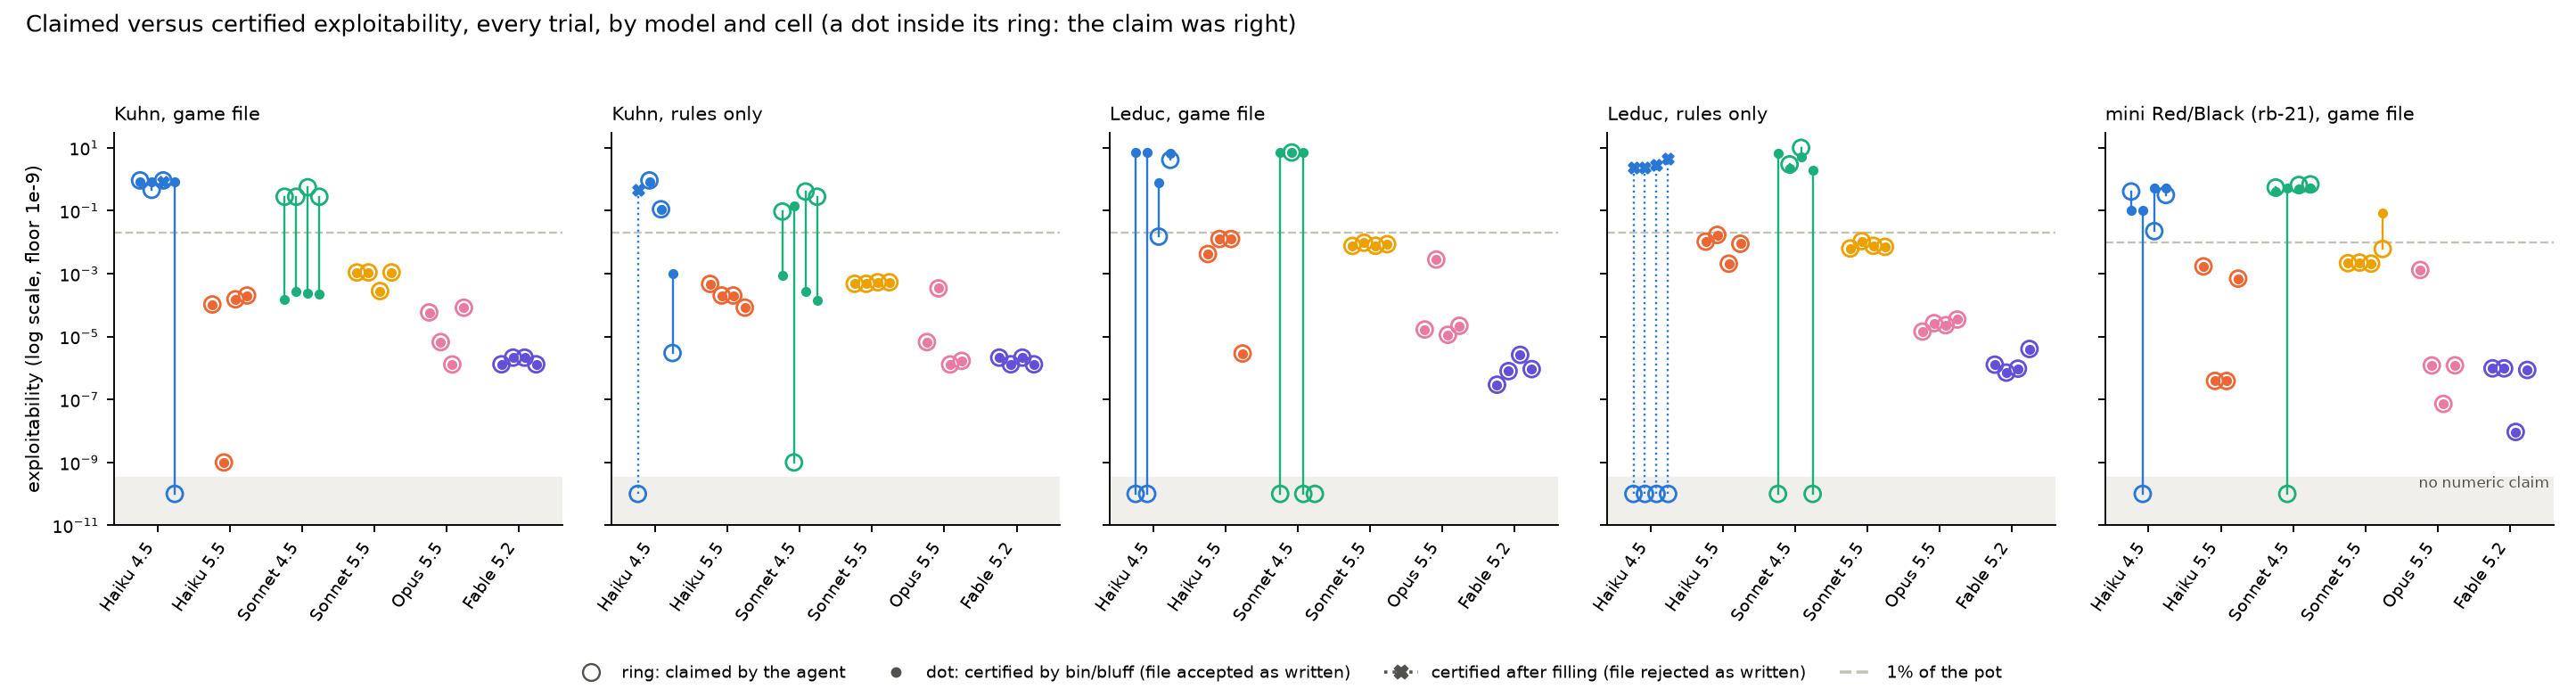 Claimed versus certified exploitability, every trial, by model and cell (a dot inside its ring: the claim was right)
Kuhn, game file
Kuhn, rules only
Leduc, game file
Leduc, rules only
mini Red/Black (rb-21), game file
exploitability (log scale, floor 1e-9)
10¹
10⁻¹
10⁻³
10⁻⁵
10⁻⁷
10⁻⁹
10⁻¹¹
no numeric claim
Haiku 4.5
Haiku 5.5
Sonnet 4.5
Sonnet 5.5
Opus 5.5
Fable 5.2
Haiku 4.5
Haiku 5.5
Sonnet 4.5
Sonnet 5.5
Opus 5.5
Fable 5.2
Haiku 4.5
Haiku 5.5
Sonnet 4.5
Sonnet 5.5
Opus 5.5
Fable 5.2
Haiku 4.5
Haiku 5.5
Sonnet 4.5
Sonnet 5.5
Opus 5.5
Fable 5.2
Haiku 4.5
Haiku 5.5
Sonnet 4.5
Sonnet 5.5
Opus 5.5
Fable 5.2
ring: claimed by the agent
dot: certified by bin/bluff (file accepted as written)
certified after filling (file rejected as written)
1% of the pot